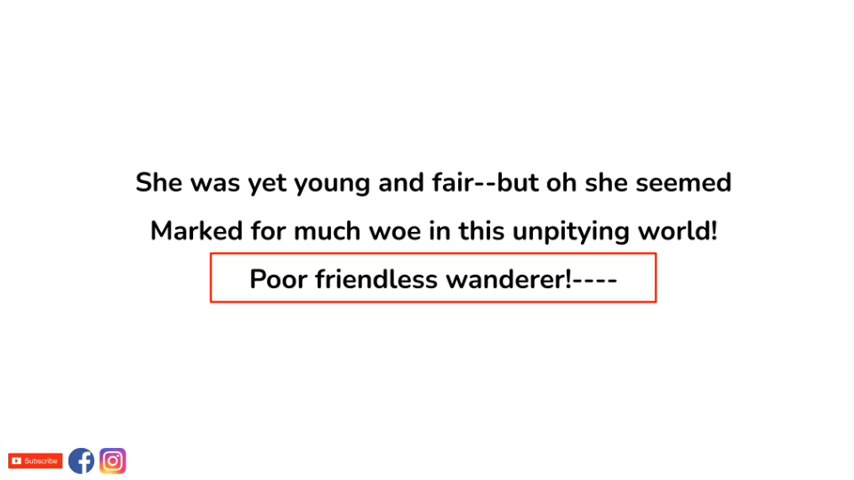 She was yet young and fair--but oh she seemed
Marked for much woe in this unpitying world!
Poor friendless wanderer!----
Subscribe